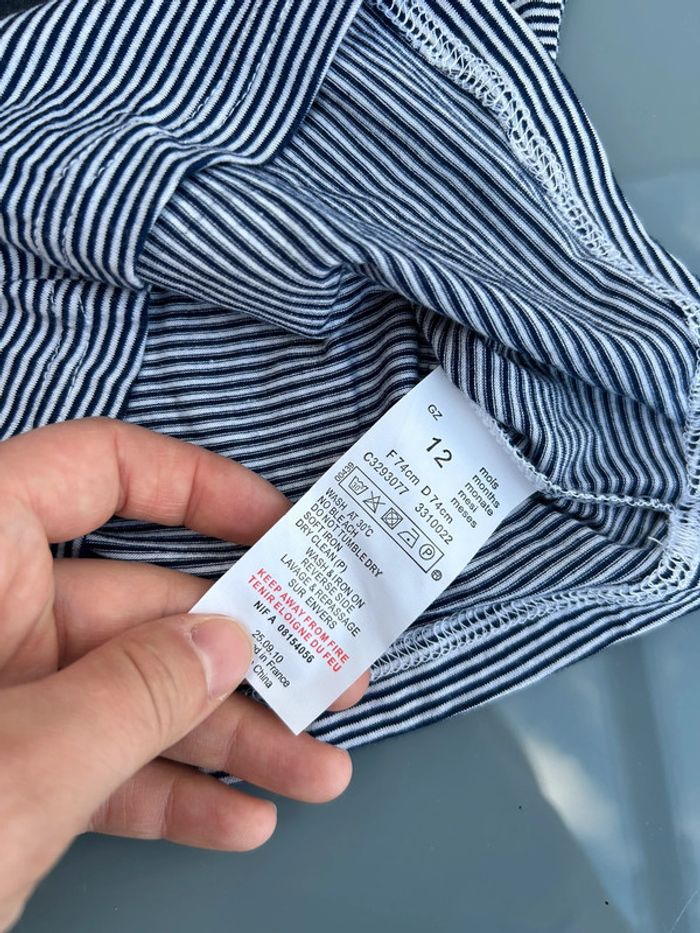 GZ
12
mois
months
monate
mesi
meses
F74cm D 74cm
C3293077 3310022
WASH AT 30°C
NO BLEACH
DO NOT TUMBLE DRY
SOFT IRON
DRY CLEAN (P)
WASH & IRON ON
REVERSE SIDE
LAVAGE & REPASSAGE
SUR ENVERS
KEEP AWAY FROM FIRE
TENIR ELOIGNE DU FEU
NIF A 08154056
25.09.10
d in France
China